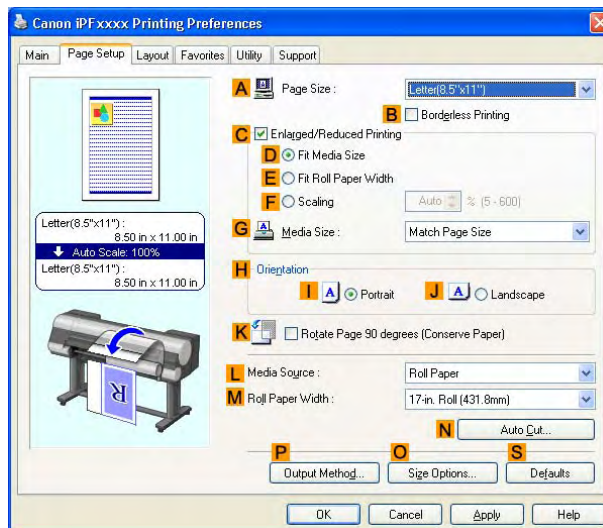 Canon iPFxxxx Printing Preferences
Main Page Setup Layout Favorites Utility Support
A Page Size : Letter(8.5"x11")
B Borderless Printing
C Enlarged/Reduced Printing
D Fit Media Size
E Fit Roll Paper Width
F Scaling Auto % (5 - 600)
G Media Size : Match Page Size
Letter(8.5"x11") :
8.50 in x 11.00 in
Auto Scale: 100%
Letter(8.5"x11") :
8.50 in x 11.00 in
H Orientation
I A Portrait J A Landscape
K Rotate Page 90 degrees (Conserve Paper)
R
L Media Source : Roll Paper
M Roll Paper Width : 17-in. Roll (431.8mm)
N Auto Cut...
P O S
Output Method... Size Options... Defaults
OK Cancel Apply Help